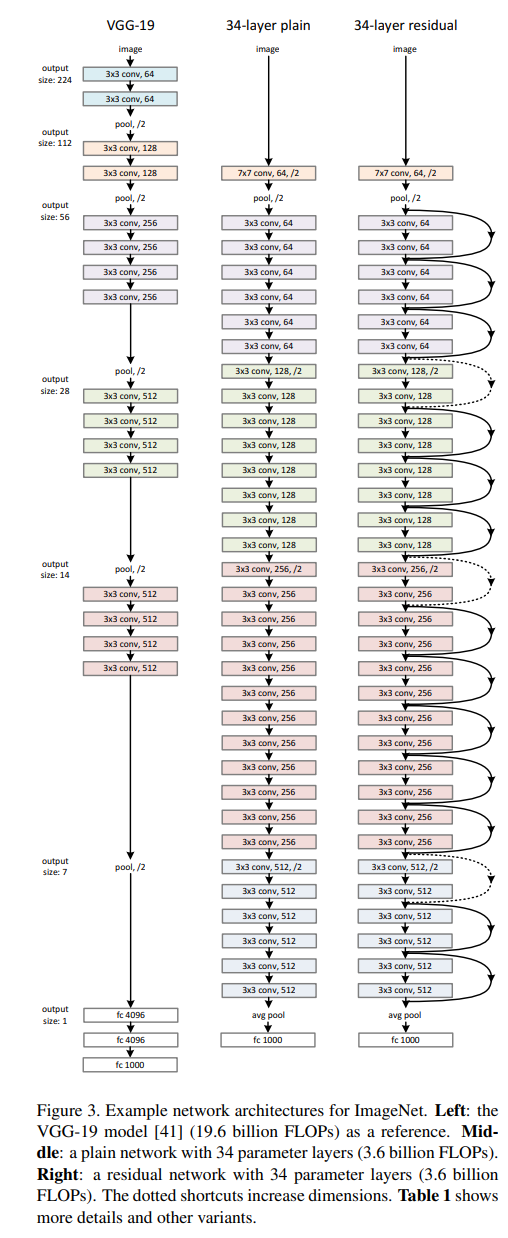 VGG-19
image
output
size: 224
3x3 conv, 64
3x3 conv, 64
pool, /2
output
size: 112
3x3 conv, 128
3x3 conv, 128
pool, /2
output
size: 56
3x3 conv, 256
3x3 conv, 256
3x3 conv, 256
3x3 conv, 256
pool, /2
output
size: 28
3x3 conv, 512
3x3 conv, 512
3x3 conv, 512
3x3 conv, 512
pool, /2
output
size: 14
3x3 conv, 512
3x3 conv, 512
3x3 conv, 512
3x3 conv, 512
pool, /2
output
size: 7
output
size: 1
fc 4096
fc 4096
fc 1000
34-layer plain
image
7x7 conv, 64, /2
pool, /2
3x3 conv, 64
3x3 conv, 64
3x3 conv, 64
3x3 conv, 64
3x3 conv, 64
3x3 conv, 64
3x3 conv, 128, /2
3x3 conv, 128
3x3 conv, 128
3x3 conv, 128
3x3 conv, 128
3x3 conv, 128
3x3 conv, 128
3x3 conv, 128
3x3 conv, 256, /2
3x3 conv, 256
3x3 conv, 256
3x3 conv, 256
3x3 conv, 256
3x3 conv, 256
3x3 conv, 256
3x3 conv, 256
3x3 conv, 256
3x3 conv, 256
3x3 conv, 256
3x3 conv, 256
3x3 conv, 512, /2
3x3 conv, 512
3x3 conv, 512
3x3 conv, 512
3x3 conv, 512
3x3 conv, 512
avg pool
fc 1000
34-layer residual
image
7x7 conv, 64, /2
pool, /2
3x3 conv, 64
3x3 conv, 64
3x3 conv, 64
3x3 conv, 64
3x3 conv, 64
3x3 conv, 64
3x3 conv, 128, /2
3x3 conv, 128
3x3 conv, 128
3x3 conv, 128
3x3 conv, 128
3x3 conv, 128
3x3 conv, 128
3x3 conv, 128
3x3 conv, 256, /2
3x3 conv, 256
3x3 conv, 256
3x3 conv, 256
3x3 conv, 256
3x3 conv, 256
3x3 conv, 256
3x3 conv, 256
3x3 conv, 256
3x3 conv, 256
3x3 conv, 256
3x3 conv, 256
3x3 conv, 512, /2
3x3 conv, 512
3x3 conv, 512
3x3 conv, 512
3x3 conv, 512
3x3 conv, 512
avg pool
fc 1000
Figure 3. Example network architectures for ImageNet. Left: the
VGG-19 model [41] (19.6 billion FLOPs) as a reference. Mid-
dle: a plain network with 34 parameter layers (3.6 billion FLOPs).
Right: a residual network with 34 parameter layers (3.6 billion
FLOPs). The dotted shortcuts increase dimensions. Table 1 shows
more details and other variants.